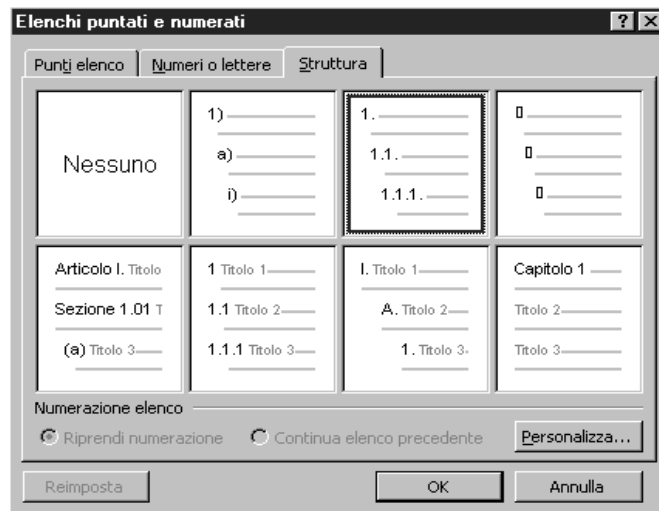 Elenchi puntati e numerati
Punti elenco Numeri o lettere Struttura
Nessuno
1)
a)
i)
1.
1.1.
1.1.1.
Articolo I. Titolo
Sezione 1.01 T
(a) Titolo 3
1 Titolo 1
1.1 Titolo 2
1.1.1 Titolo 3
I. Titolo 1
A. Titolo 2
1. Titolo 3
Capitolo 1
Titolo 2
Titolo 3
Numerazione elenco
Riprendi numerazione Continua elenco precedente Personalizza...
Reimposta OK Annulla